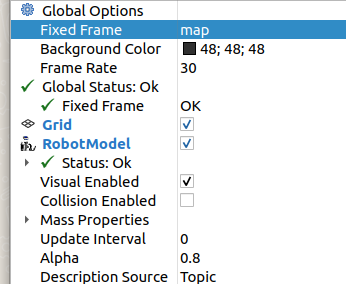 Global Options
Fixed Frame map
Background Color 48; 48; 48
Frame Rate 30
Global Status: Ok
Fixed Frame OK
Grid
RobotModel
Status: Ok
Visual Enabled
Collision Enabled
Mass Properties
Update Interval 0
Alpha 0.8
Description Source Topic